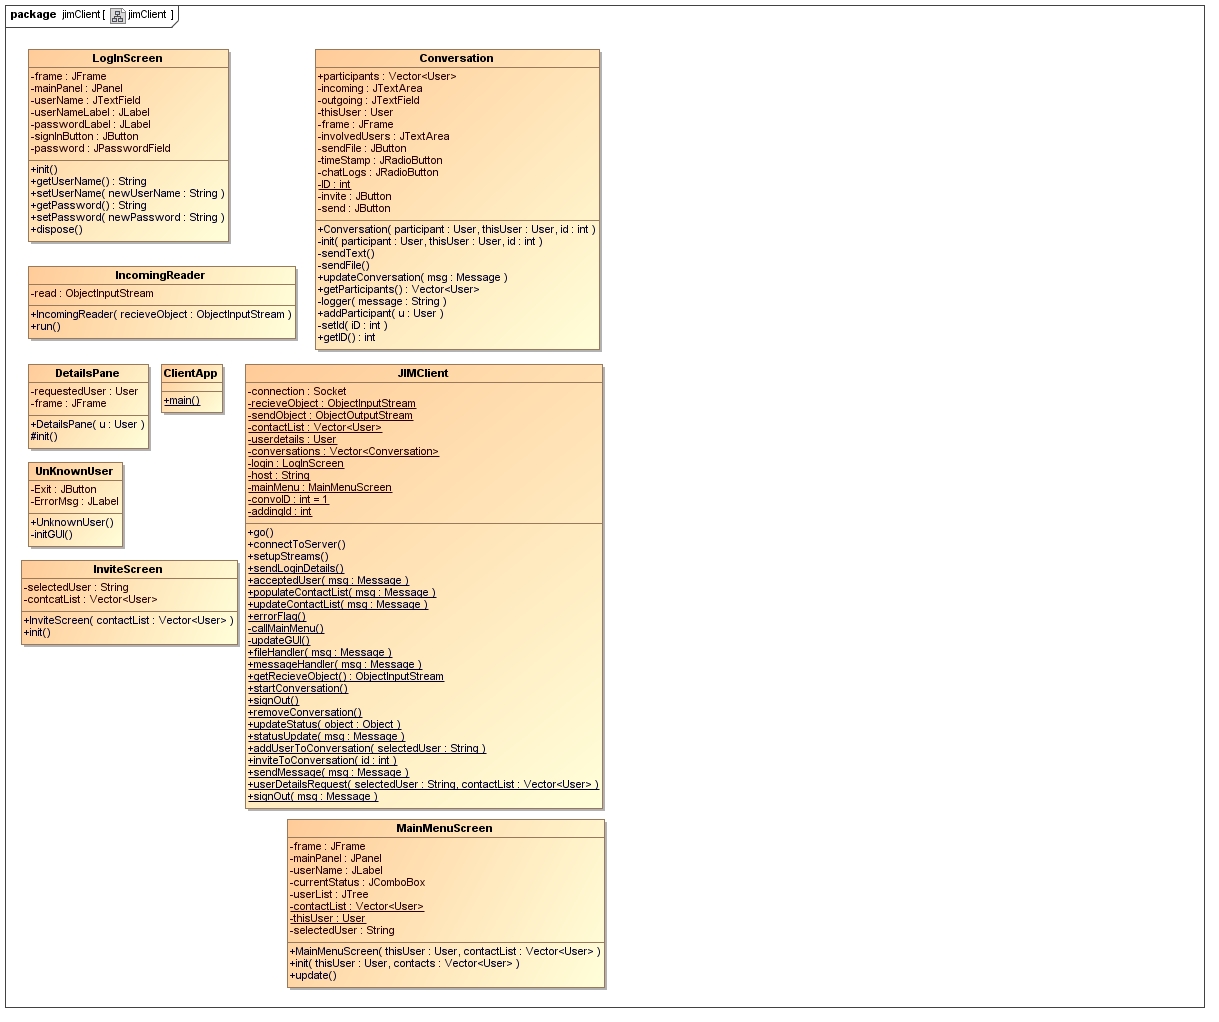 package jimClient [ jimClient ]
LogInScreen
-frame : JFrame
-mainPanel : JPanel
-userName : JTextField
-userNameLabel : JLabel
-passwordLabel : JLabel
-signInButton : JButton
-password : JPasswordField
+init()
+getUserName() : String
+setUserName( newUserName : String )
+getPassword() : String
+setPassword( newPassword : String )
+dispose()
Conversation
+participants : Vector<User>
-incoming : JTextArea
-outgoing : JTextField
-thisUser : User
-frame : JFrame
-involvedUsers : JTextArea
-sendFile : JButton
-timeStamp : JRadioButton
-chatLogs : JRadioButton
-ID : int
-invite : JButton
-send : JButton
+Conversation( participant : User, thisUser : User, id : int )
-init( participant : User, thisUser : User, id : int )
-sendText()
-sendFile()
+updateConversation( msg : Message )
+getParticipants() : Vector<User>
-logger( message : String )
+addParticipant( u : User )
-setId( iD : int )
+getID() : int
IncomingReader
-read : ObjectInputStream
+IncomingReader( recieveObject : ObjectInputStream )
+run()
DetailsPane
-requestedUser : User
-frame : JFrame
+DetailsPane( u : User )
#init()
ClientApp
+main()
JIMClient
-connection : Socket
-recieveObject : ObjectInputStream
-sendObject : ObjectOutputStream
-contactList : Vector<User>
-userdetails : User
-conversations : Vector<Conversation>
-login : LogInScreen
-host : String
-mainMenu : MainMenuScreen
-convoID : int = 1
-addingId : int
+go()
+connectToServer()
+setupStreams()
+sendLoginDetails()
+acceptedUser( msg : Message )
+populateContactList( msg : Message )
+updateContactList( msg : Message )
+errorFlag()
-callMainMenu()
-updateGUI()
+fileHandler( msg : Message )
+messageHandler( msg : Message )
+getRecieveObject() : ObjectInputStream
+startConversation()
+signOut()
+removeConversation()
+updateStatus( object : Object )
+statusUpdate( msg : Message )
+addUserToConversation( selectedUser : String )
+inviteToConversation( id : int )
+sendMessage( msg : Message )
+userDetailsRequest( selectedUser : String, contactList : Vector<User> )
+signOut( msg : Message )
UnKnownUser
-Exit : JButton
-ErrorMsg : JLabel
+UnknownUser()
-initGUI()
InviteScreen
-selectedUser : String
-contcatList : Vector<User>
+InviteScreen( contactList : Vector<User> )
+init()
MainMenuScreen
-frame : JFrame
-mainPanel : JPanel
-userName : JLabel
-currentStatus : JComboBox
-userList : JTree
-contactList : Vector<User>
-thisUser : User
-selectedUser : String
+MainMenuScreen( thisUser : User, contactList : Vector<User> )
+init( thisUser : User, contacts : Vector<User> )
+update()